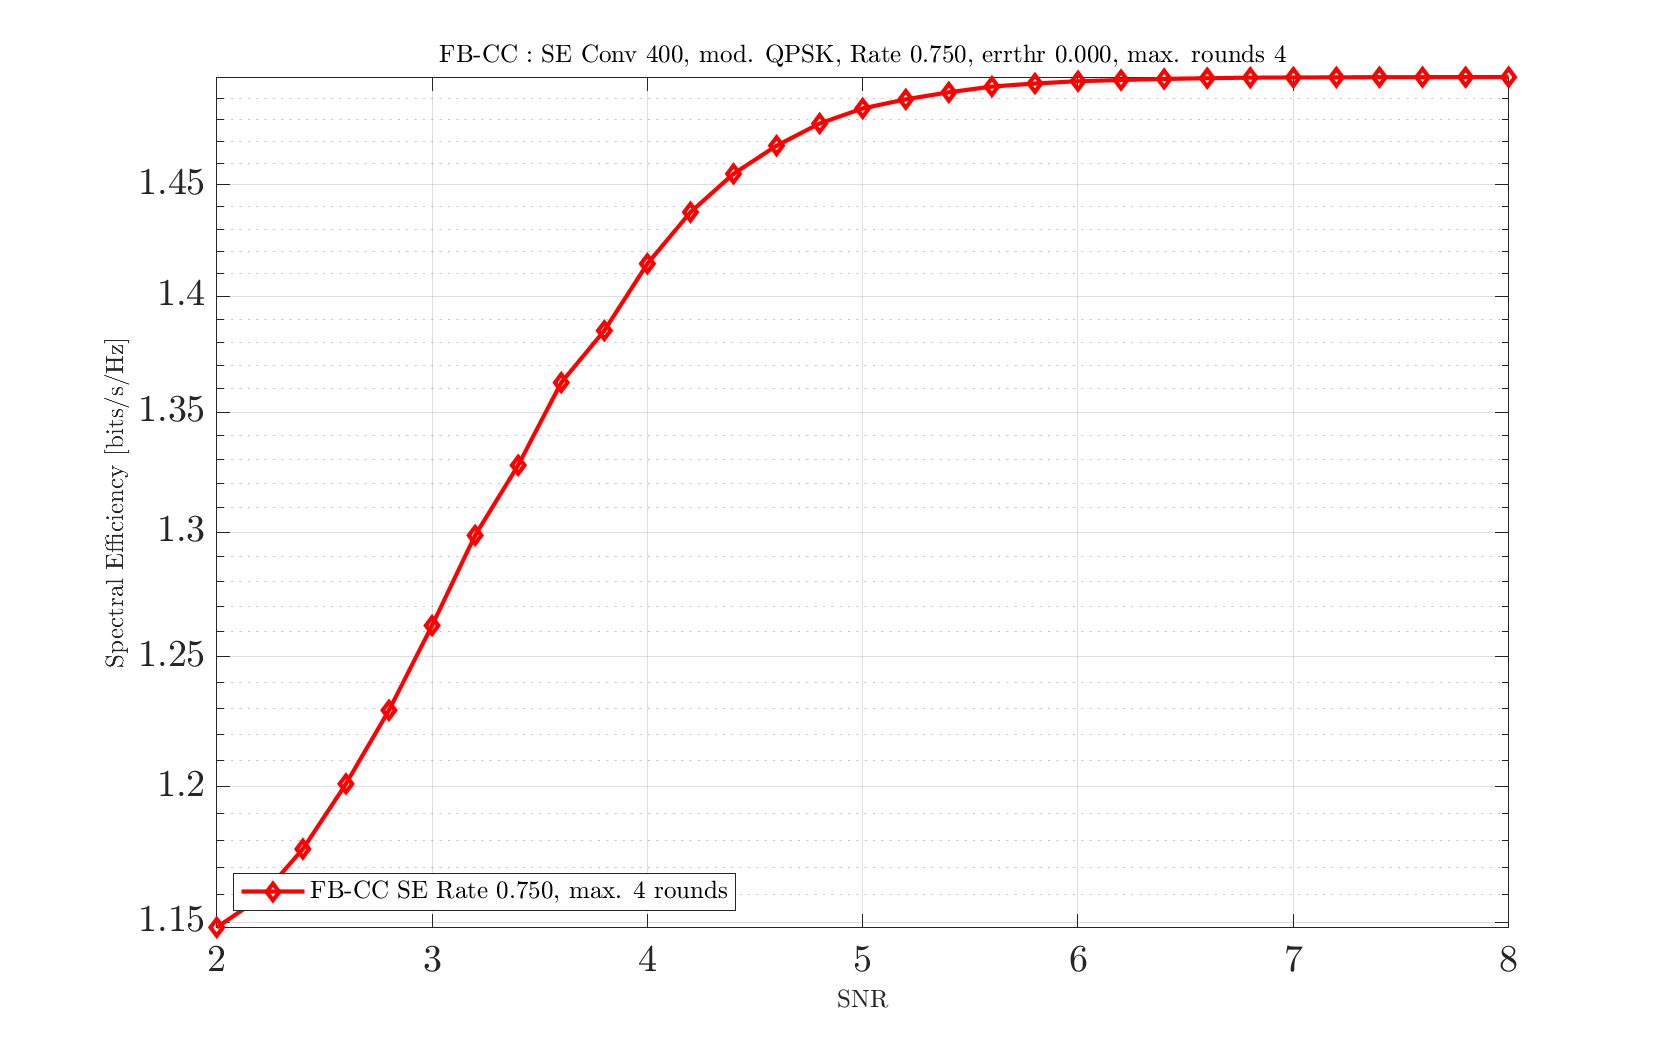 FB-CC : SE Conv 400, mod. QPSK, Rate 0.750, errthr 0.000, max. rounds 4
1.45
1.4
1.35
1.3
1.25
1.2
1.15
Spectral Efficiency [bits/s/Hz]
FB-CC SE Rate 0.750, max. 4 rounds
2 3 4 5 6 7 8
SNR